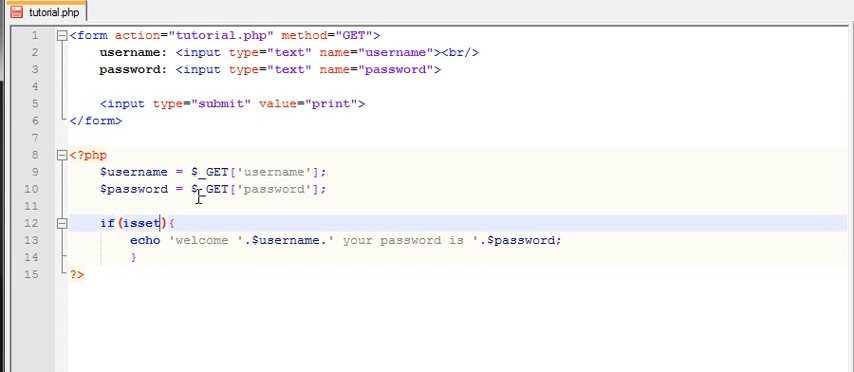 tutorial.php
1 <form action="tutorial.php" method="GET">
2 username: <input type="text" name="username"><br/>
3 password: <input type="text" name="password">
4
5 <input type="submit" value="print">
6 </form>
7
8 <?php
9 $username = $_GET['username'];
10 $password = $_GET['password'];
11
12 if(isset){
13 echo 'welcome '.$username.' your password is '.$password;
14 }
15 ?>